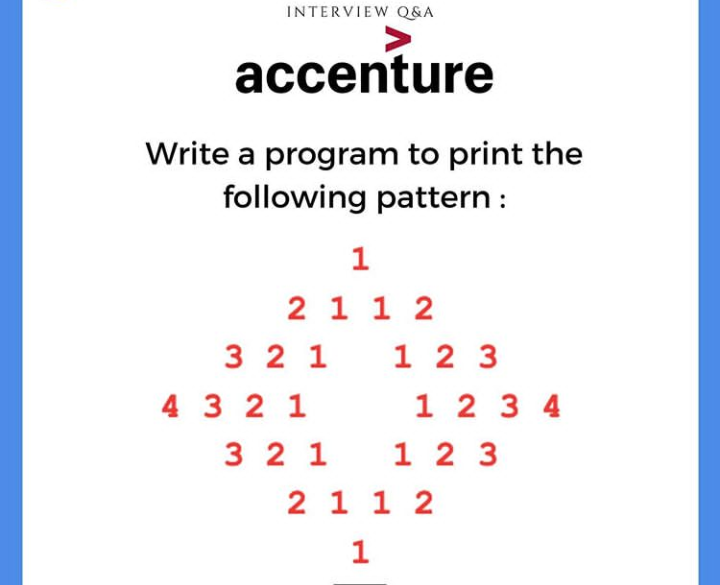 INTERVIEW Q&A
>
accenture
Write a program to print the
following pattern :
1
2 1 1 2
3 2 1   1 2 3
4 3 2 1     1 2 3 4
3 2 1   1 2 3
2 1 1 2
1